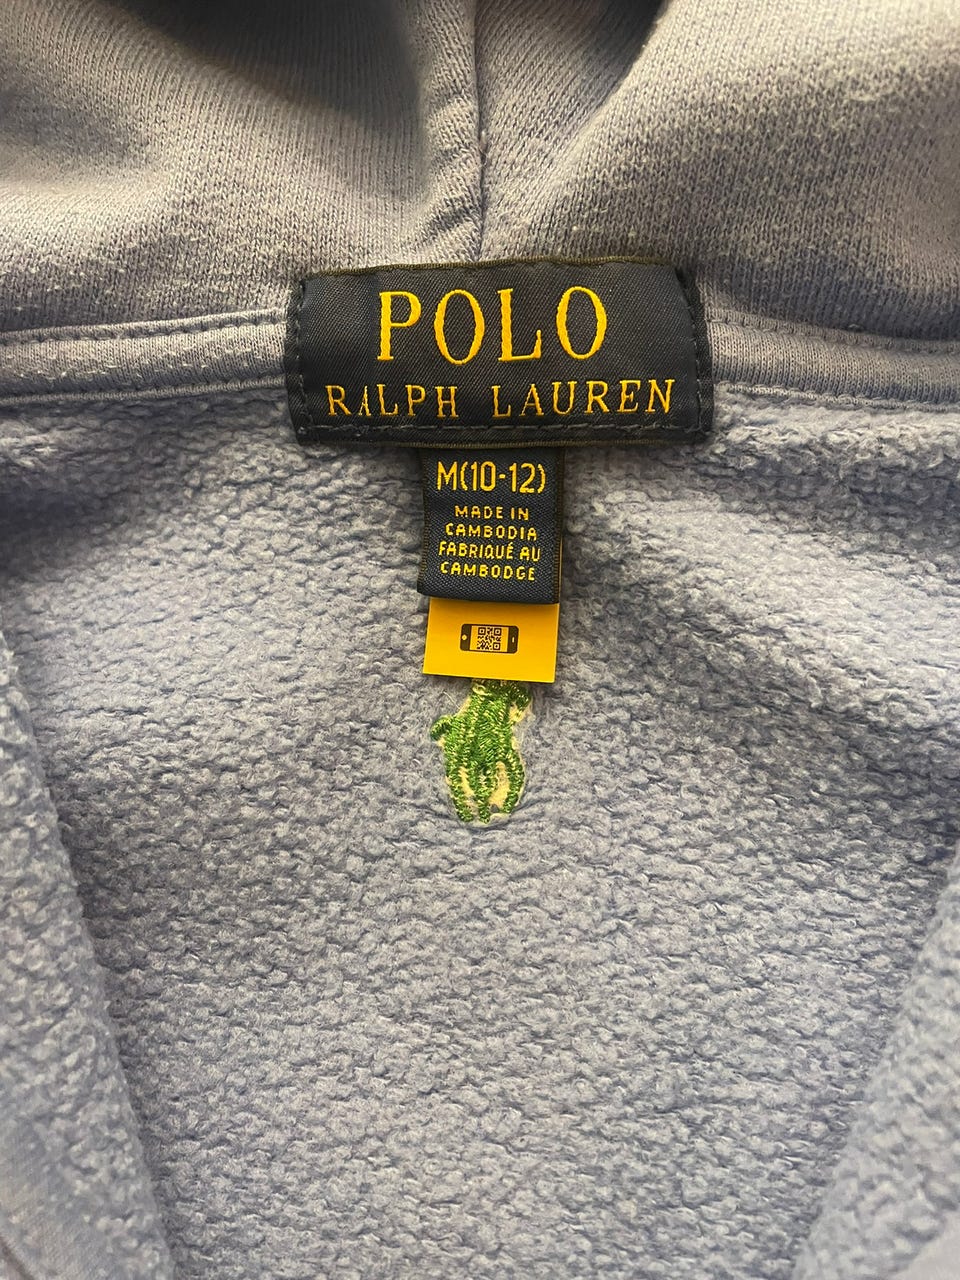 POLO
RALPH LAUREN
M(10-12)
MADE IN
CAMBODIA
FABRIQUÉ AU
CAMBODGE